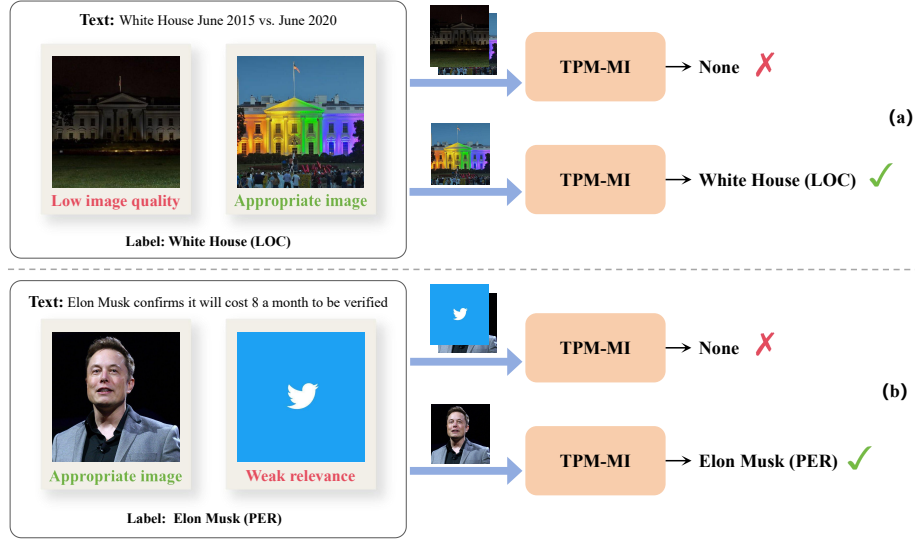 Text: White House June 2015 vs. June 2020
Low image quality
Appropriate image
Label: White House (LOC)
TPM-MI
None
TPM-MI
White House (LOC)
(a)
Text: Elon Musk confirms it will cost 8 a month to be verified
Appropriate image
Weak relevance
Label: Elon Musk (PER)
TPM-MI
None
TPM-MI
Elon Musk (PER)
(b)